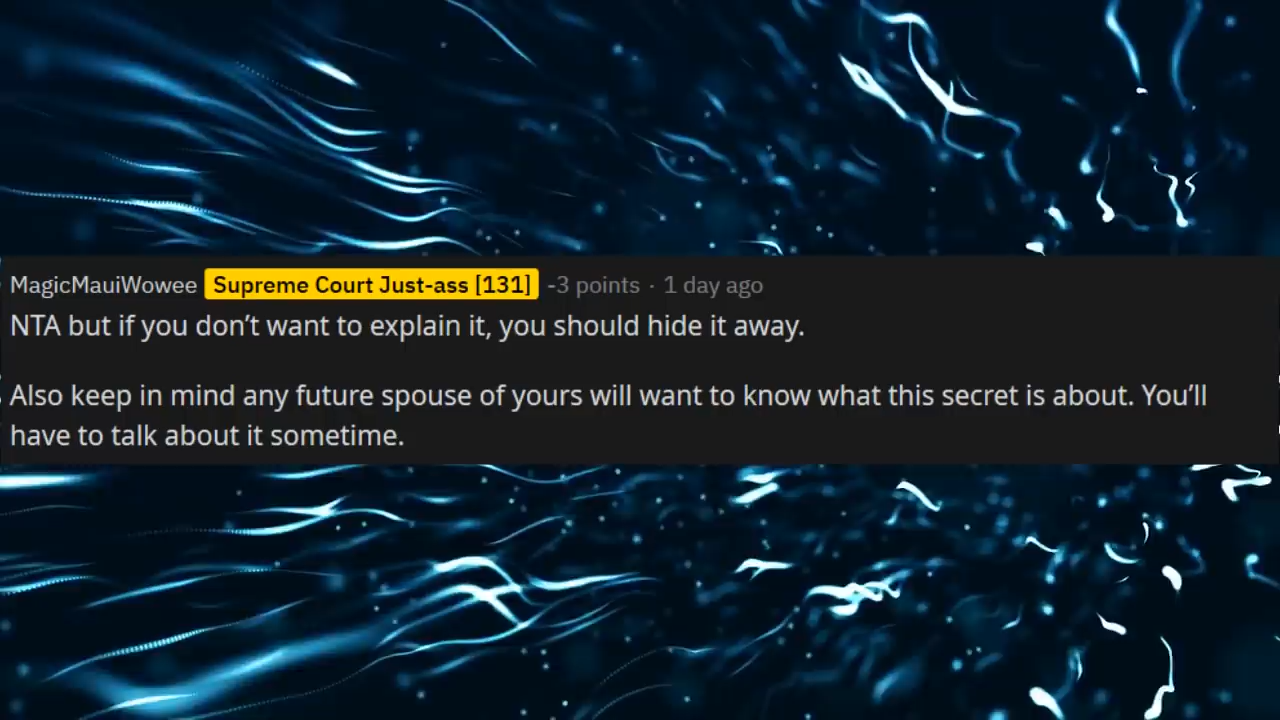 MagicMauiWowee Supreme Court Just-ass [131] -3 points · 1 day ago
NTA but if you don’t want to explain it, you should hide it away.
Also keep in mind any future spouse of yours will want to know what this secret is about. You’ll
have to talk about it sometime.